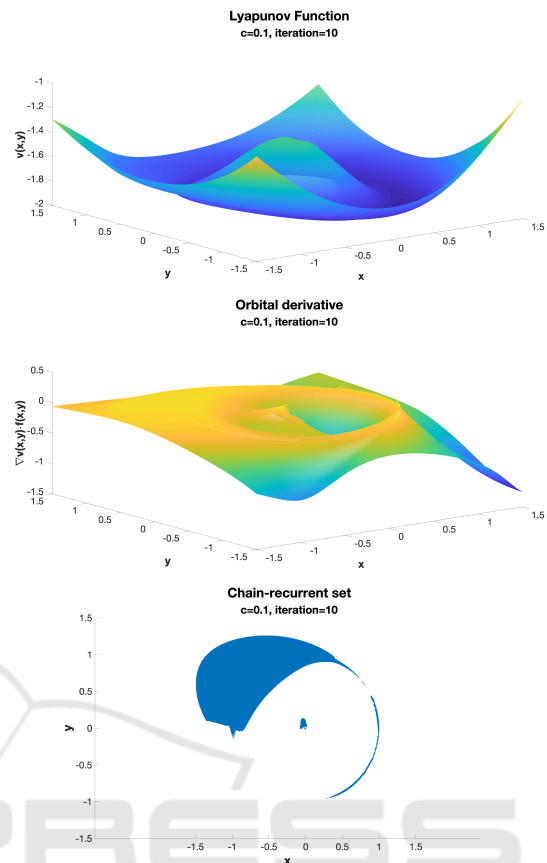 Lyapunov Function
c=0.1, iteration=10
-1
-1.2
-1.4
-1.6
-1.8
-2
v(x,y)
1.5
1
0.5
0
-0.5
-1
-1.5
y
-1.5
-1
-0.5
0
0.5
1
1.5
x
Orbital derivative
c=0.1, iteration=10
0.5
0
-0.5
-1
-1.5
∇v(x,y)·f(x,y)
1.5
1
0.5
0
-0.5
-1
-1.5
y
-1.5
-1
-0.5
0
0.5
1
1.5
x
Chain-recurrent set
c=0.1, iteration=10
1.5
1
0.5
0
-0.5
-1
-1.5
y
-1.5 -1 -0.5 0 0.5 1 1.5
x
PRESS